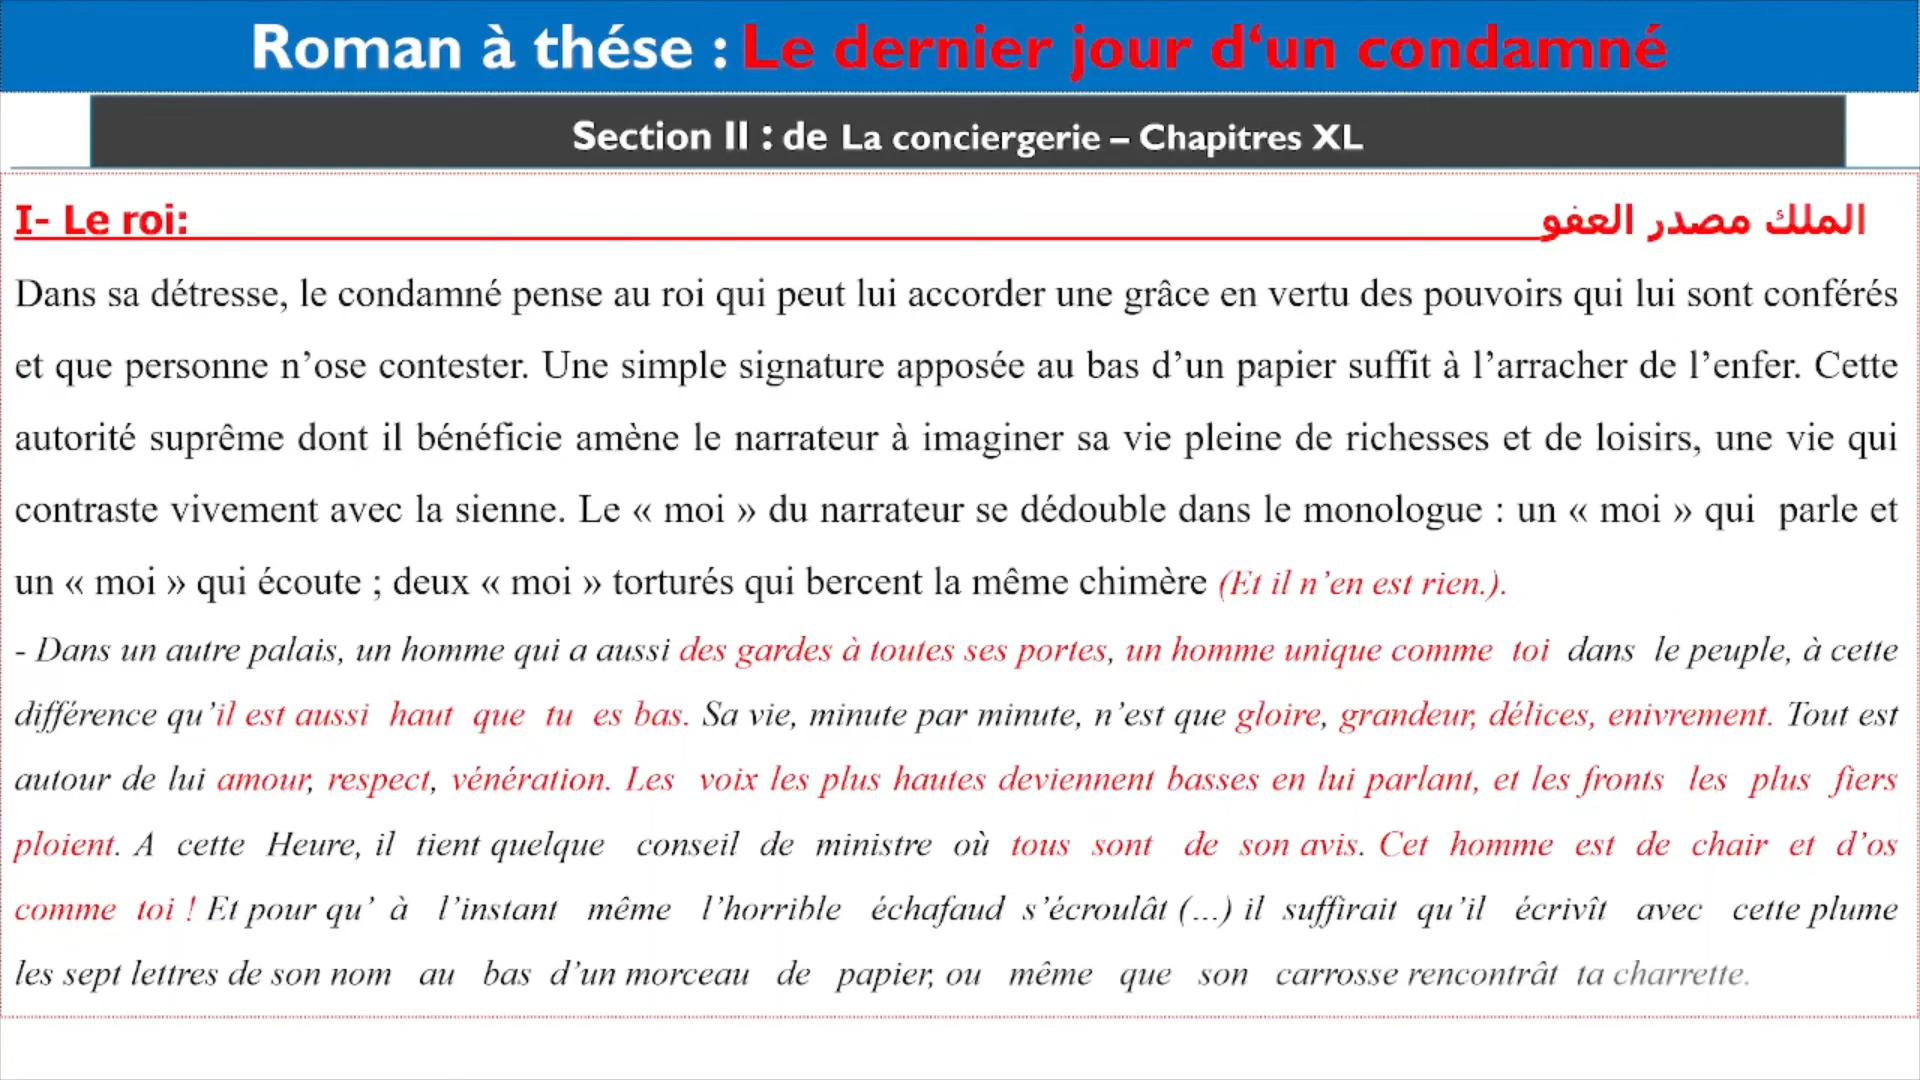 Roman à thése : Le dernier jour d‘un condamné
Section II : de La conciergerie – Chapitres XL
I- Le roi: الملك مصدر العفو
Dans sa détresse, le condamné pense au roi qui peut lui accorder une grâce en vertu des pouvoirs qui lui sont conférés
et que personne n’ose contester. Une simple signature apposée au bas d’un papier suffit à l’arracher de l’enfer. Cette
autorité suprême dont il bénéficie amène le narrateur à imaginer sa vie pleine de richesses et de loisirs, une vie qui
contraste vivement avec la sienne. Le « moi » du narrateur se dédouble dans le monologue : un « moi » qui parle et
un « moi » qui écoute ; deux « moi » torturés qui bercent la même chimère (Et il n’en est rien.).
- Dans un autre palais, un homme qui a aussi des gardes à toutes ses portes, un homme unique comme toi dans le peuple, à cette
différence qu’il est aussi haut que tu es bas. Sa vie, minute par minute, n’est que gloire, grandeur, délices, enivrement. Tout est
autour de lui amour, respect, vénération. Les voix les plus hautes deviennent basses en lui parlant, et les fronts les plus fiers
ploient. A cette Heure, il tient quelque conseil de ministre où tous sont de son avis. Cet homme est de chair et d’os
comme toi ! Et pour qu’ à l’instant même l’horrible échafaud s’écroulât (...) il suffirait qu’il écrivît avec cette plume
les sept lettres de son nom au bas d’un morceau de papier, ou même que son carrosse rencontrât ta charrette.